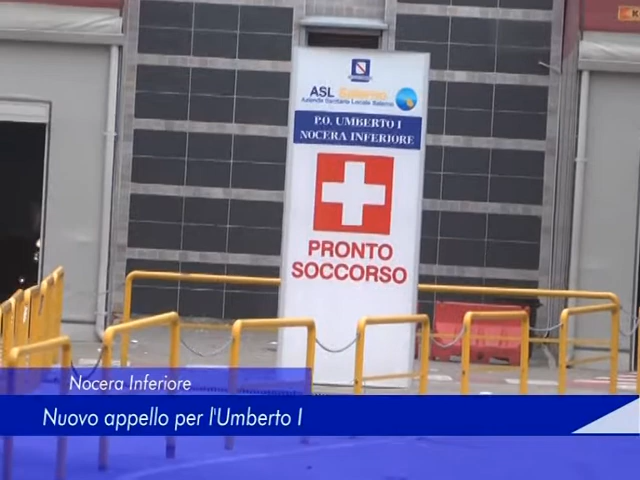 ASL Salerno
Azienda Sanitaria Locale Salerno
P.O. UMBERTO I
NOCERA INFERIORE
PRONTO
SOCCORSO
Nocera Inferiore
Nuovo appello per l'Umberto I